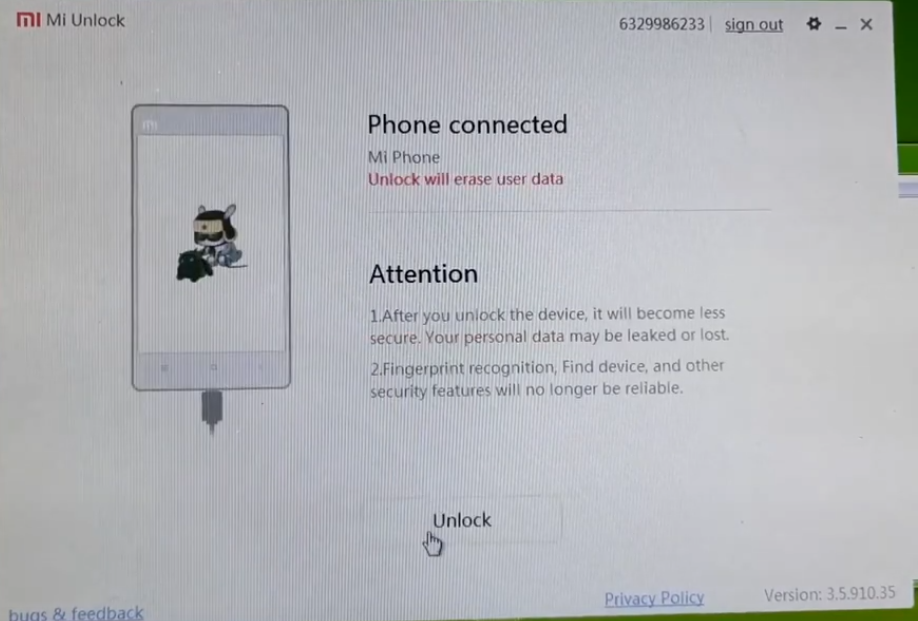 mi Mi Unlock
6329986233 | sign out
mi
Phone connected
Mi Phone
Unlock will erase user data
Attention
1.After you unlock the device, it will become less
secure. Your personal data may be leaked or lost.
2.Fingerprint recognition, Find device, and other
security features will no longer be reliable.
Unlock
bugs & feedback
Privacy Policy
Version: 3.5.910.35